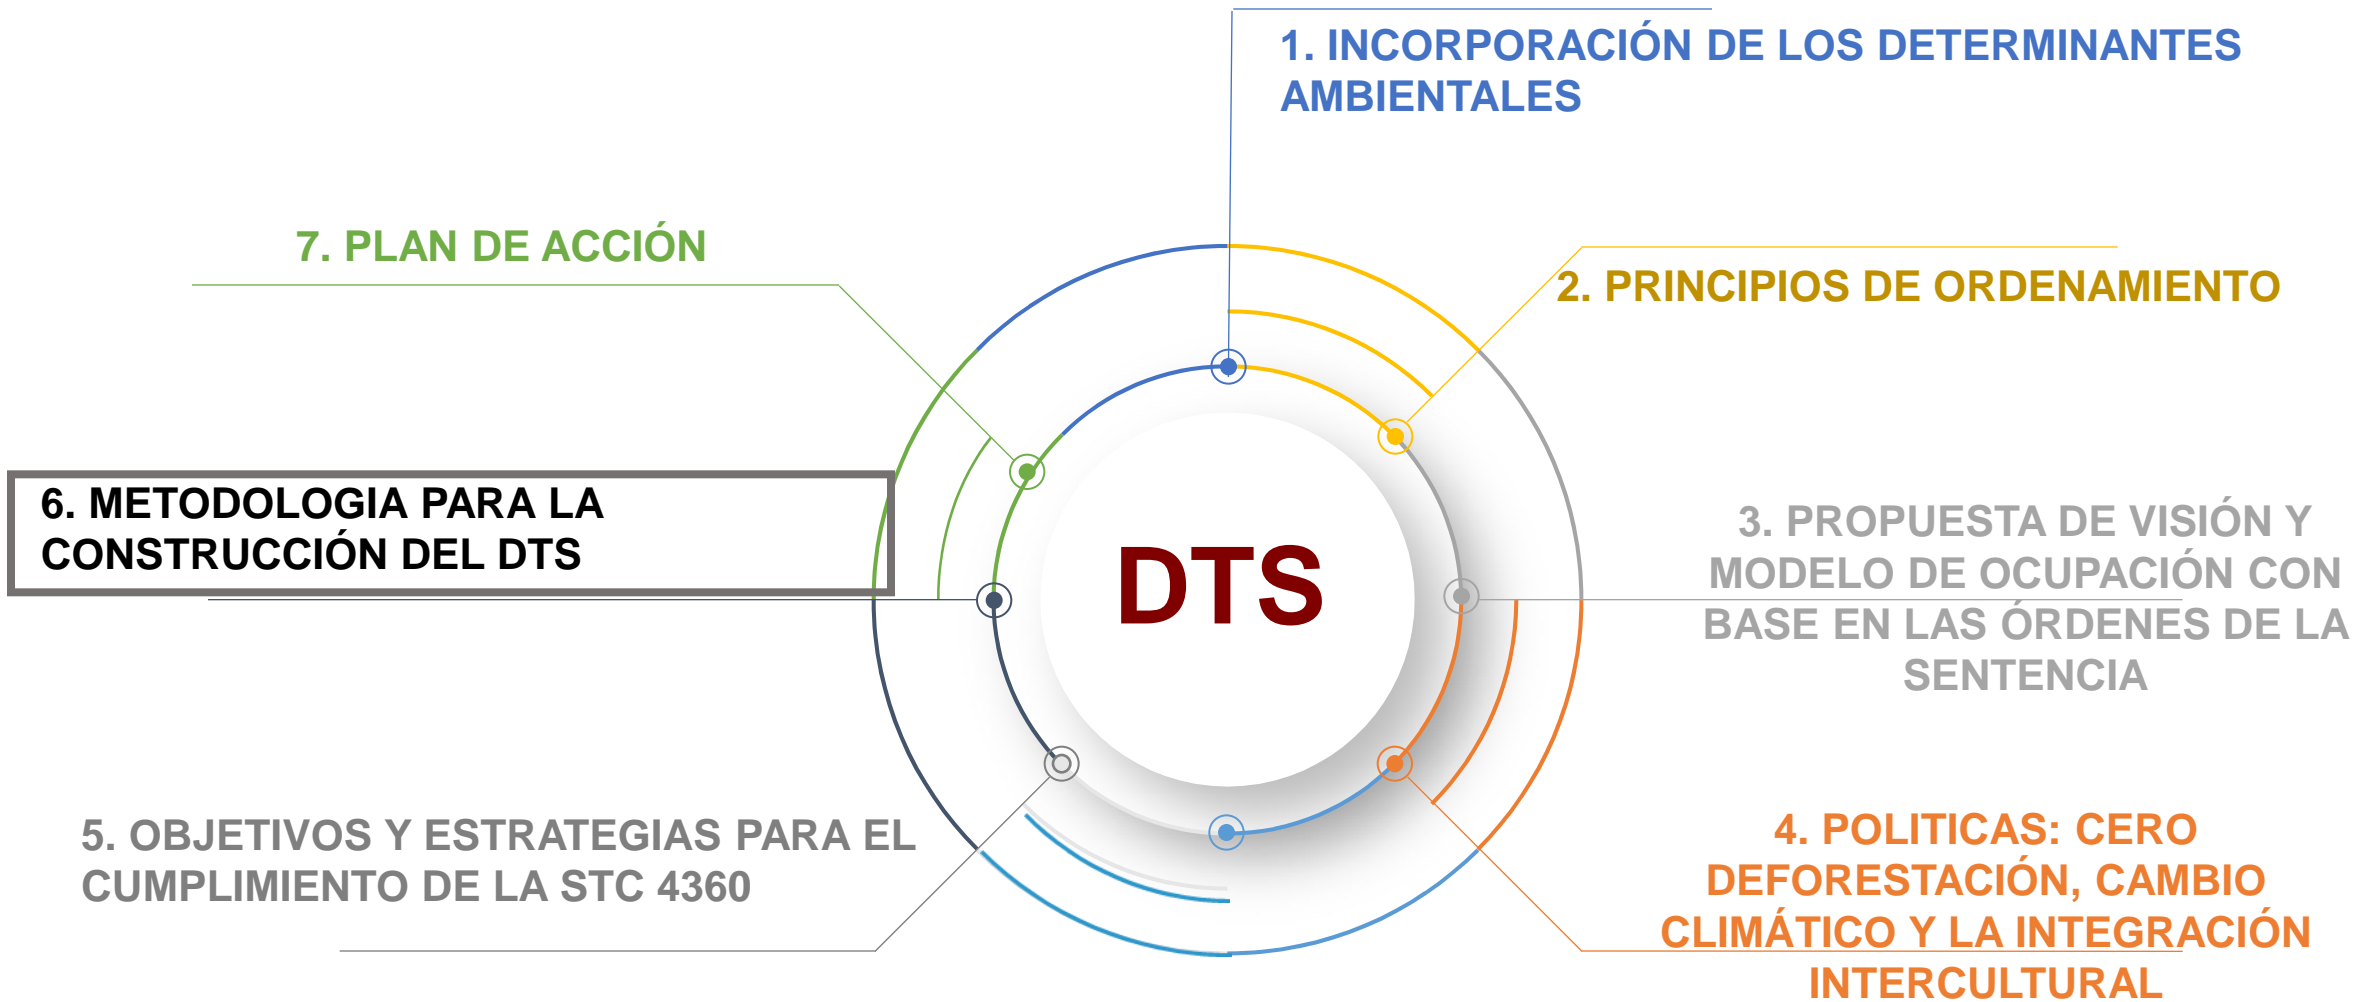 1. INCORPORACIÓN DE LOS DETERMINANTES
AMBIENTALES
2. PRINCIPIOS DE ORDENAMIENTO
3. PROPUESTA DE VISIÓN Y
MODELO DE OCUPACIÓN CON
BASE EN LAS ÓRDENES DE LA
SENTENCIA
4. POLITICAS: CERO
DEFORESTACIÓN, CAMBIO
CLIMÁTICO Y LA INTEGRACIÓN
INTERCULTURAL
5. OBJETIVOS Y ESTRATEGIAS PARA EL
CUMPLIMIENTO DE LA STC 4360
6. METODOLOGIA PARA LA
CONSTRUCCIÓN DEL DTS
7. PLAN DE ACCIÓN
DTS